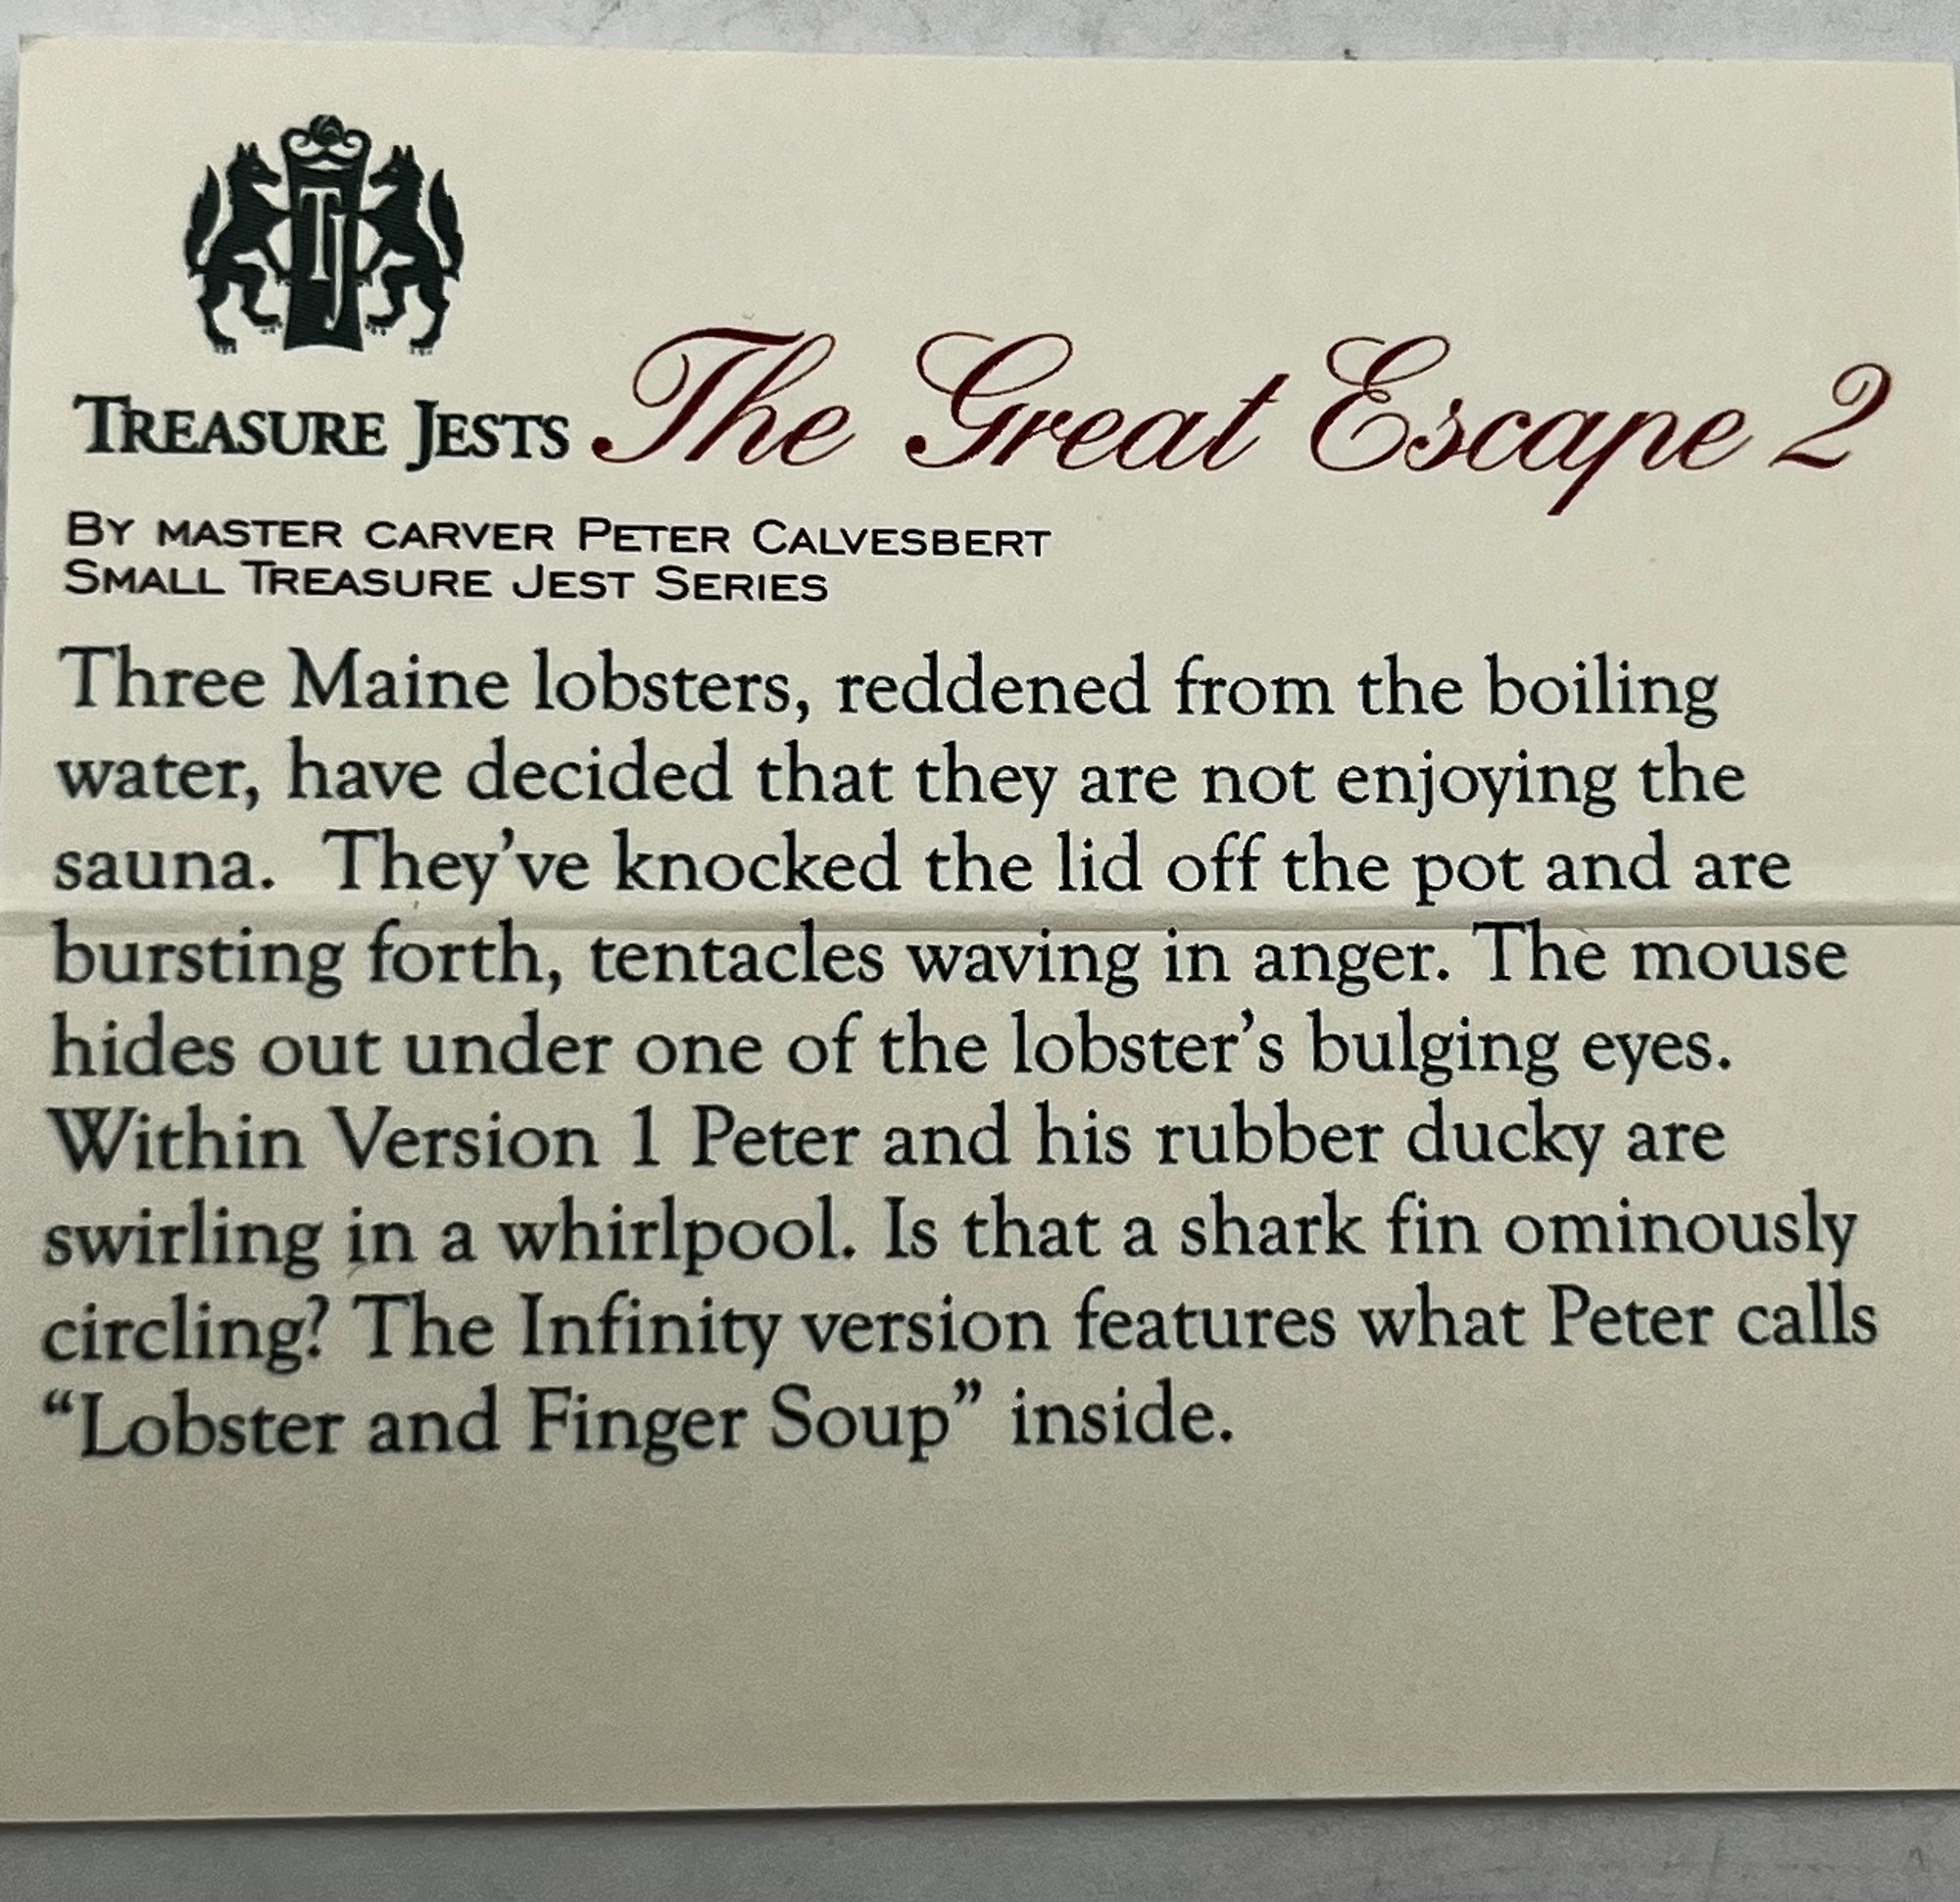 TJ
TREASURE JESTS The Great Escape 2
BY MASTER CARVER PETER CALVESBERT
SMALL TREASURE JEST SERIES
Three Maine lobsters, reddened from the boiling
water, have decided that they are not enjoying the
sauna.  They’ve knocked the lid off the pot and are
bursting forth, tentacles waving in anger. The mouse
hides out under one of the lobster’s bulging eyes.
Within Version 1 Peter and his rubber ducky are
swirling in a whirlpool. Is that a shark fin ominously
circling? The Infinity version features what Peter calls
“Lobster and Finger Soup” inside.